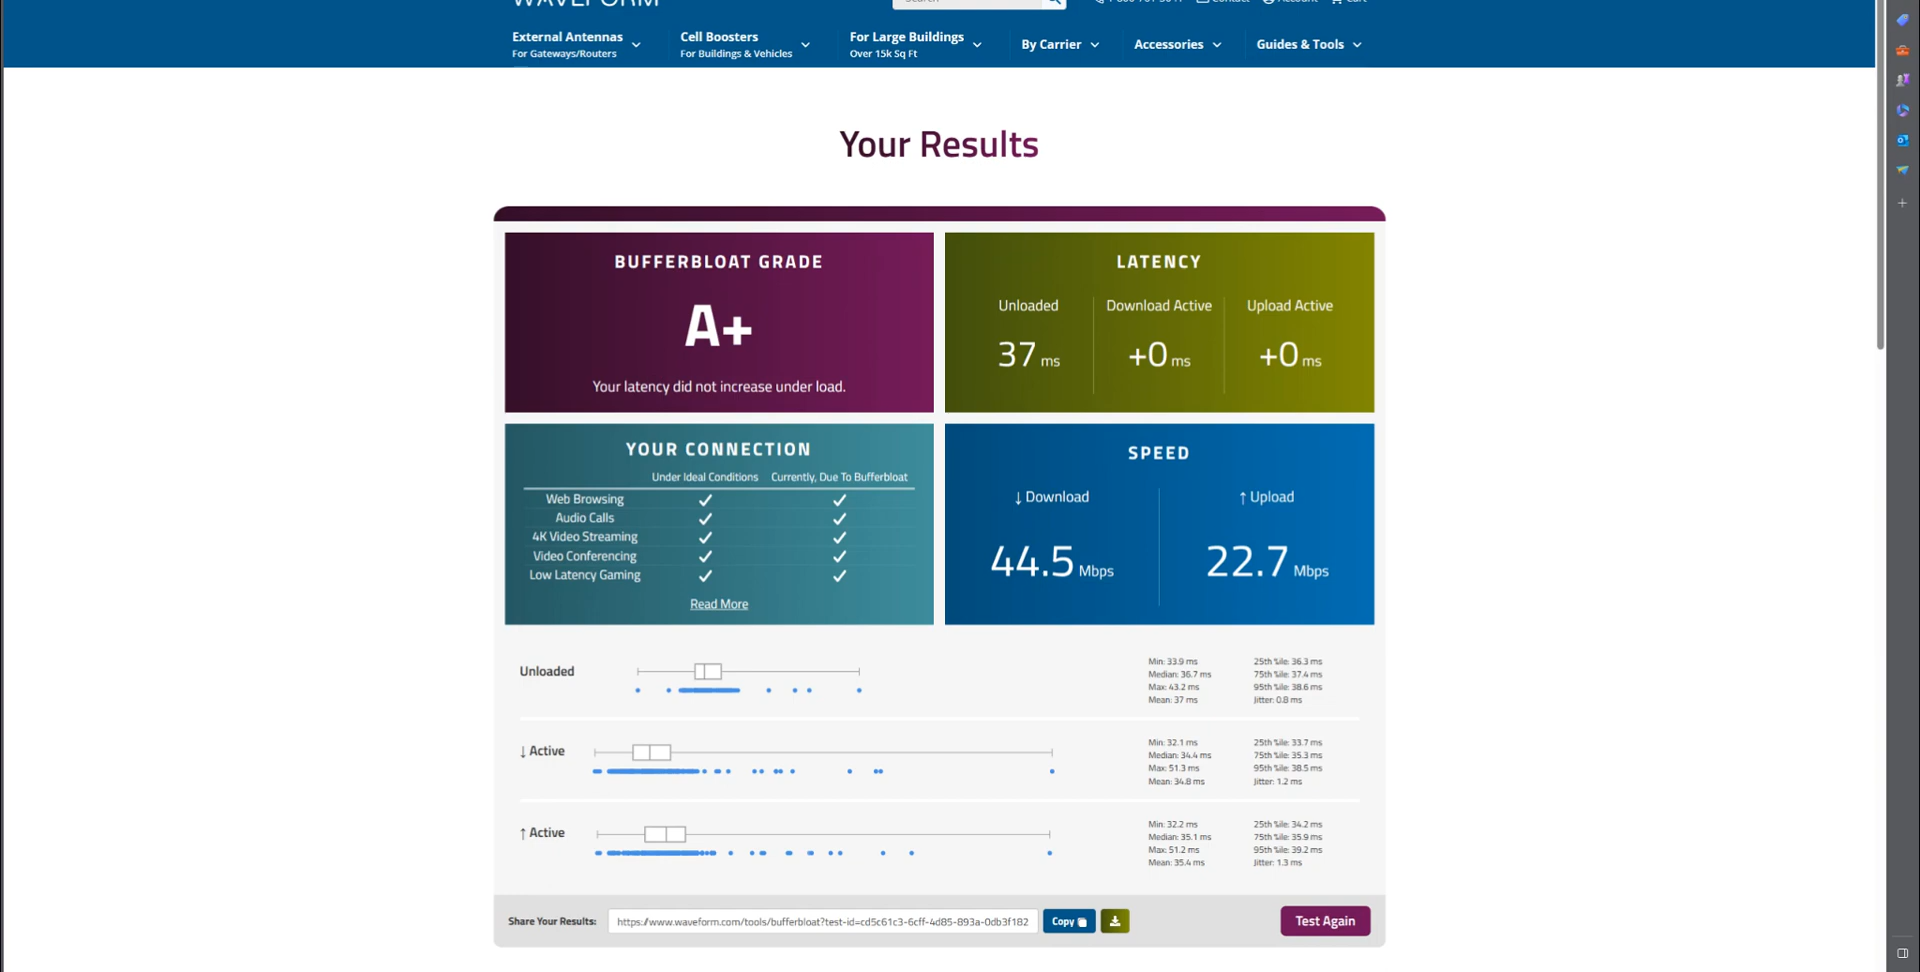 External Antennas
For Gateways/Routers
Cell Boosters
For Buildings & Vehicles
For Large Buildings
Over 15k Sq Ft
By Carrier
Accessories
Guides & Tools
Your Results
BUFFERBLOAT GRADE
A+
Your latency did not increase under load.
LATENCY
Unloaded Download Active Upload Active
37 ms +0 ms +0 ms
YOUR CONNECTION
Under Ideal Conditions Currently, Due To Bufferbloat
Web Browsing
Audio Calls
4K Video Streaming
Video Conferencing
Low Latency Gaming
Read More
SPEED
↓ Download ↑ Upload
44.5 Mbps 22.7 Mbps
Unloaded
Min: 33.9 ms 25th %ile: 36.3 ms
Median: 36.7 ms 75th %ile: 37.4 ms
Max: 43.2 ms 95th %ile: 38.6 ms
Mean: 37 ms Jitter: 0.8 ms
↓ Active
Min: 32.1 ms 25th %ile: 33.7 ms
Median: 34.4 ms 75th %ile: 35.3 ms
Max: 51.3 ms 95th %ile: 38.5 ms
Mean: 34.8 ms Jitter: 1.2 ms
↑ Active
Min: 32.2 ms 25th %ile: 34.2 ms
Median: 35.1 ms 75th %ile: 35.9 ms
Max: 51.2 ms 95th %ile: 39.2 ms
Mean: 35.4 ms Jitter: 1.3 ms
Share Your Results: https://www.waveform.com/tools/bufferbloat?test-id=cd5c61c3-6cff-4d85-893a-0db3f182 Copy Test Again